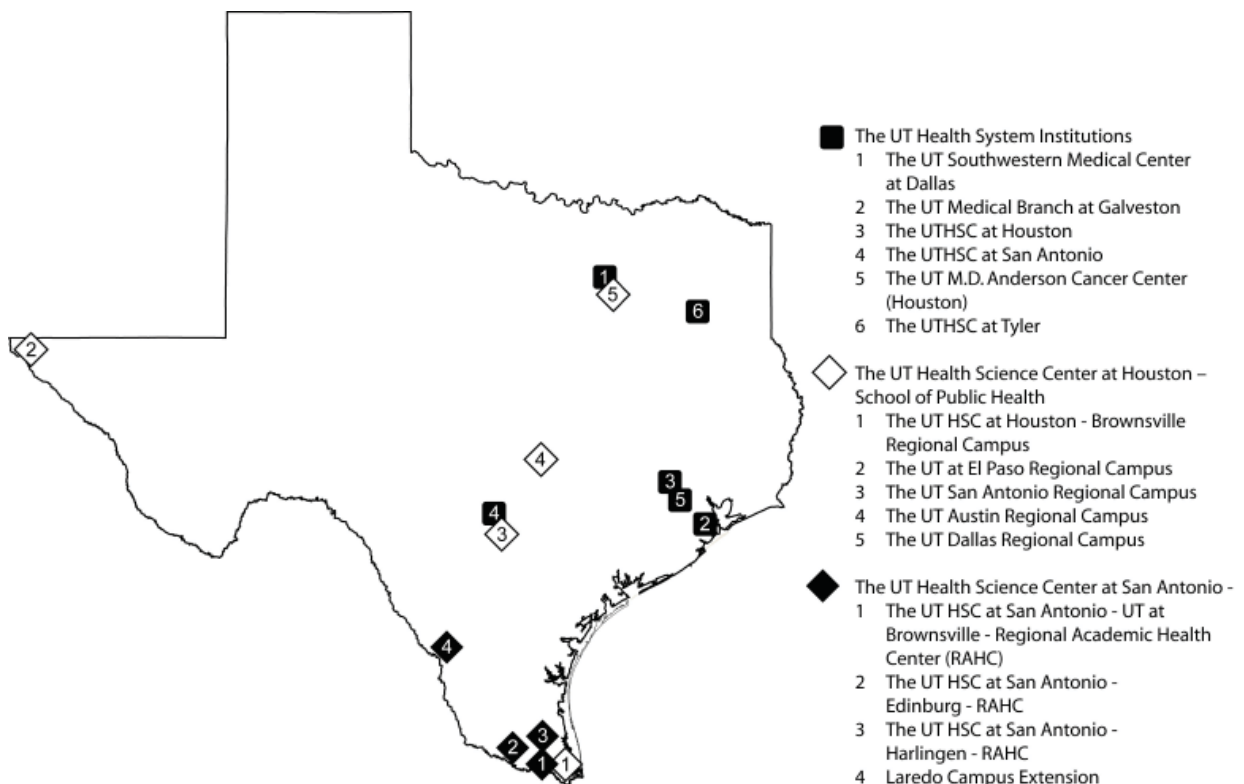 The UT Health System Institutions
1 The UT Southwestern Medical Center
at Dallas
2 The UT Medical Branch at Galveston
3 The UTHSC at Houston
4 The UTHSC at San Antonio
5 The UT M.D. Anderson Cancer Center
(Houston)
6 The UTHSC at Tyler
The UT Health Science Center at Houston –
School of Public Health
1 The UT HSC at Houston - Brownsville
Regional Campus
2 The UT at El Paso Regional Campus
3 The UT San Antonio Regional Campus
4 The UT Austin Regional Campus
5 The UT Dallas Regional Campus
The UT Health Science Center at San Antonio -
1 The UT HSC at San Antonio - UT at
Brownsville - Regional Academic Health
Center (RAHC)
2 The UT HSC at San Antonio -
Edinburg - RAHC
3 The UT HSC at San Antonio -
Harlingen - RAHC
4 Laredo Campus Extension
1
5
6
2
4
3
5
4
2
3
4
3
2
1
1